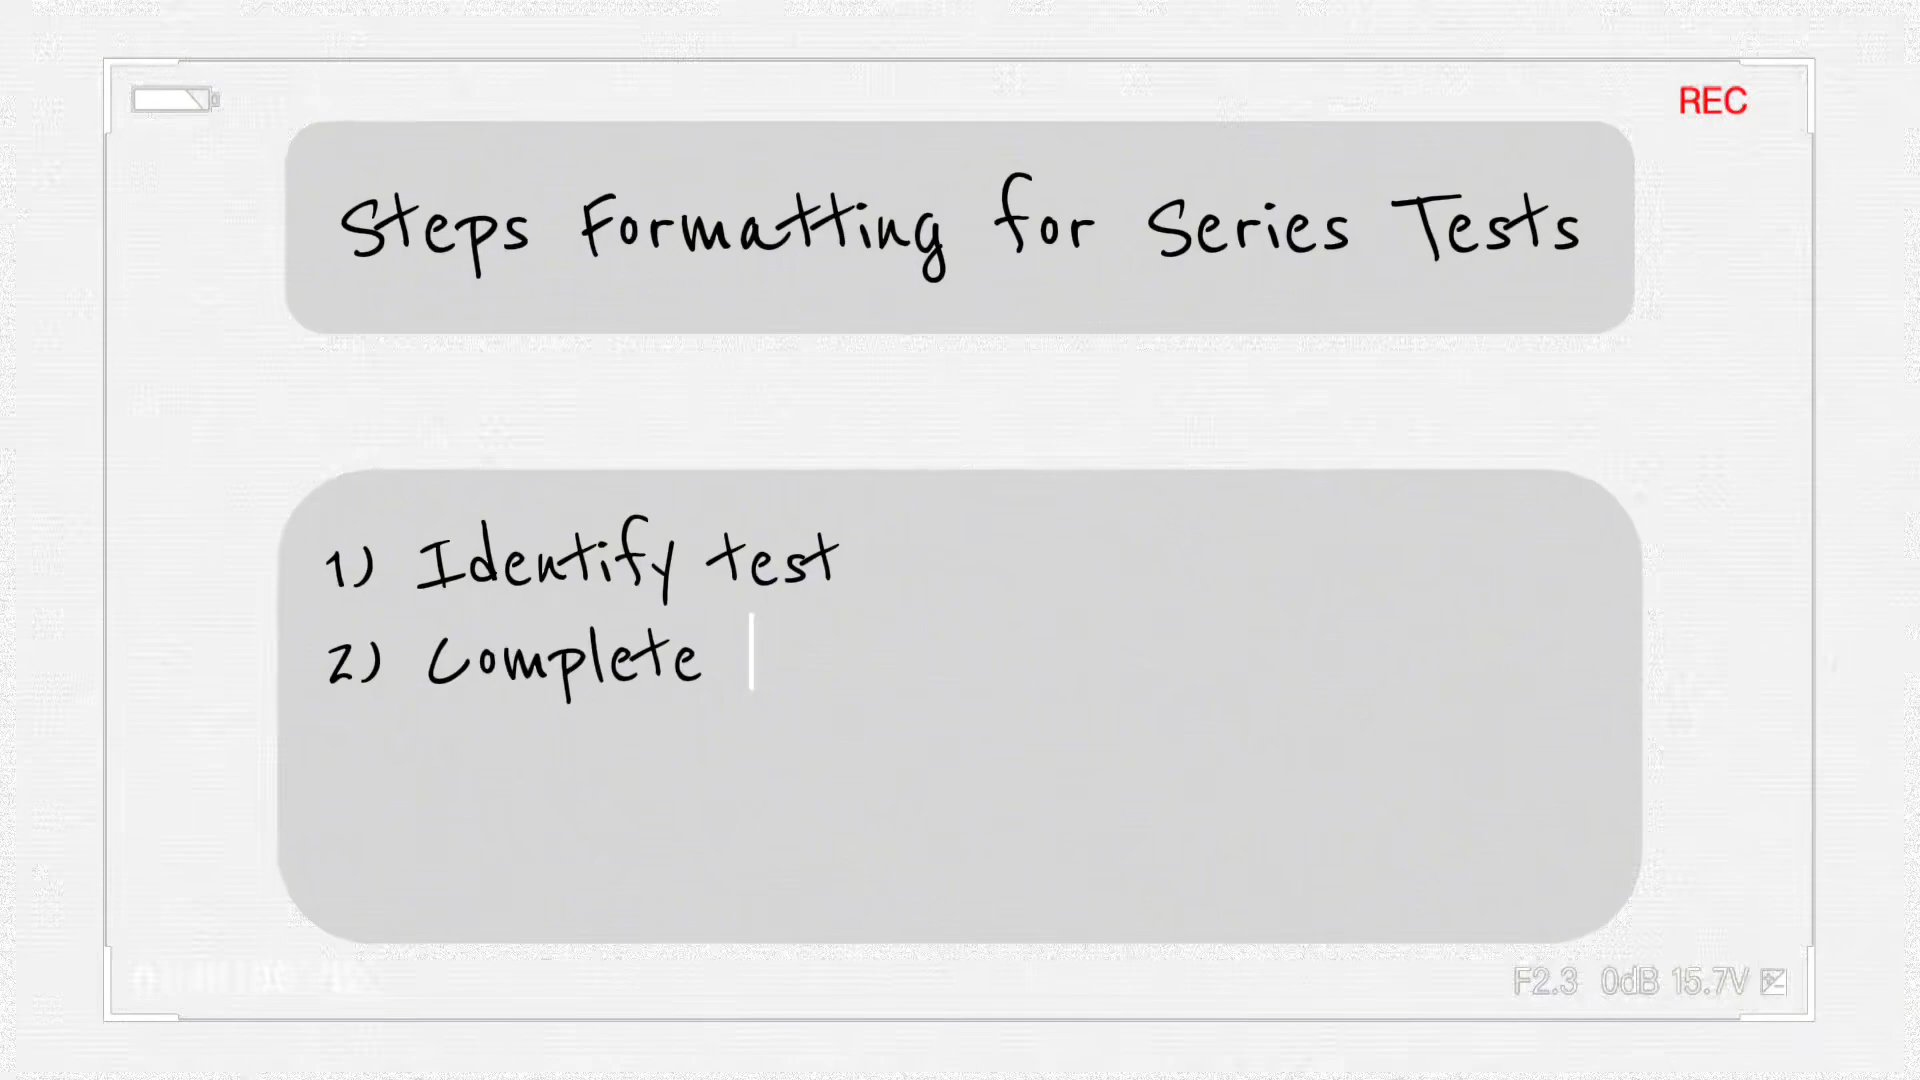 REC
Steps Formatting for Series Tests
1) Identify test
2) Complete
F2.3 0dB 15.7V